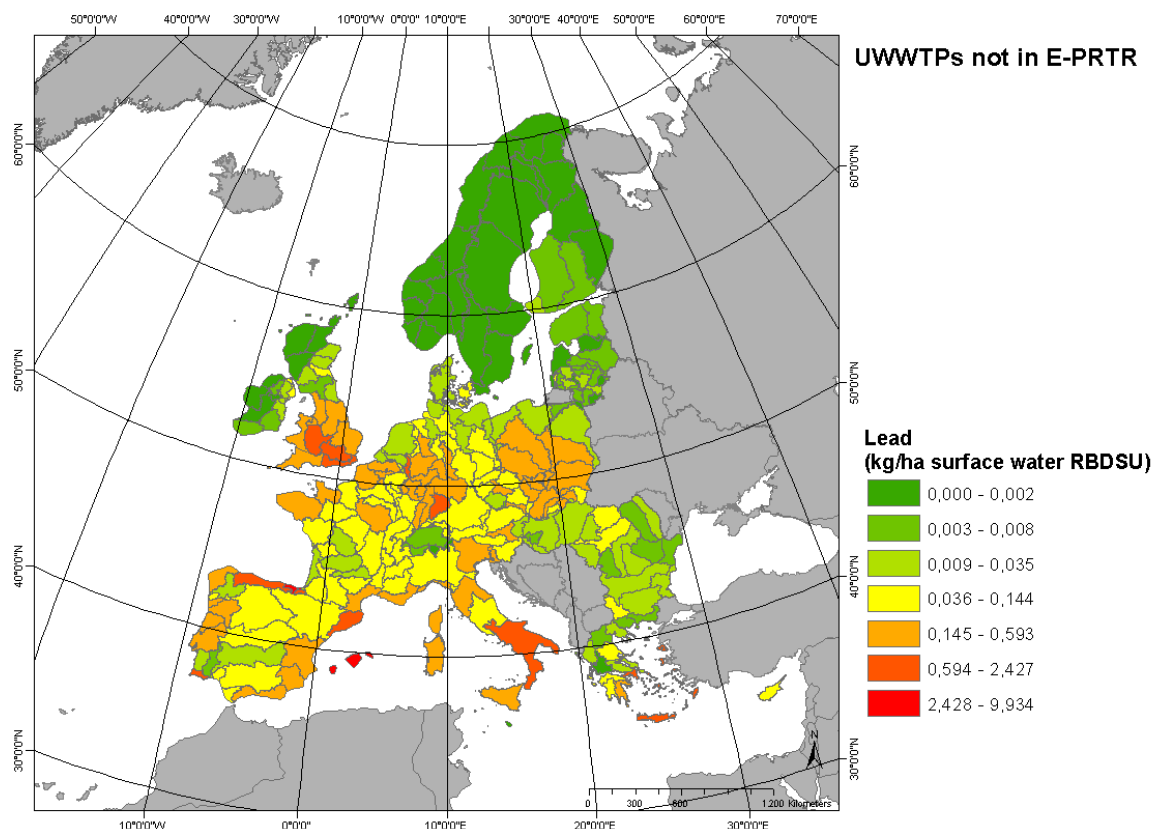 50°0'0"W 40°0'0"W 30°0'0"W 10°0'0"W 0°0'0" 10°0'0"E 30°0'0"E 40°0'0"E 50°0'0"E 70°0'0"E
UWWTPs not in E-PRTR
60°0'0"N
60°0'0"N
50°0'0"N
50°0'0"N
40°0'0"N
40°0'0"N
30°0'0"N
30°0'0"N
Lead
(kg/ha surface water RBDSU)
0,000 - 0,002
0,003 - 0,008
0,009 - 0,035
0,036 - 0,144
0,145 - 0,593
0,594 - 2,427
2,428 - 9,934
N
0 300 600 1.200 Kilometers
10°0'0"W 0°0'0" 10°0'0"E 20°0'0"E 30°0'0"E